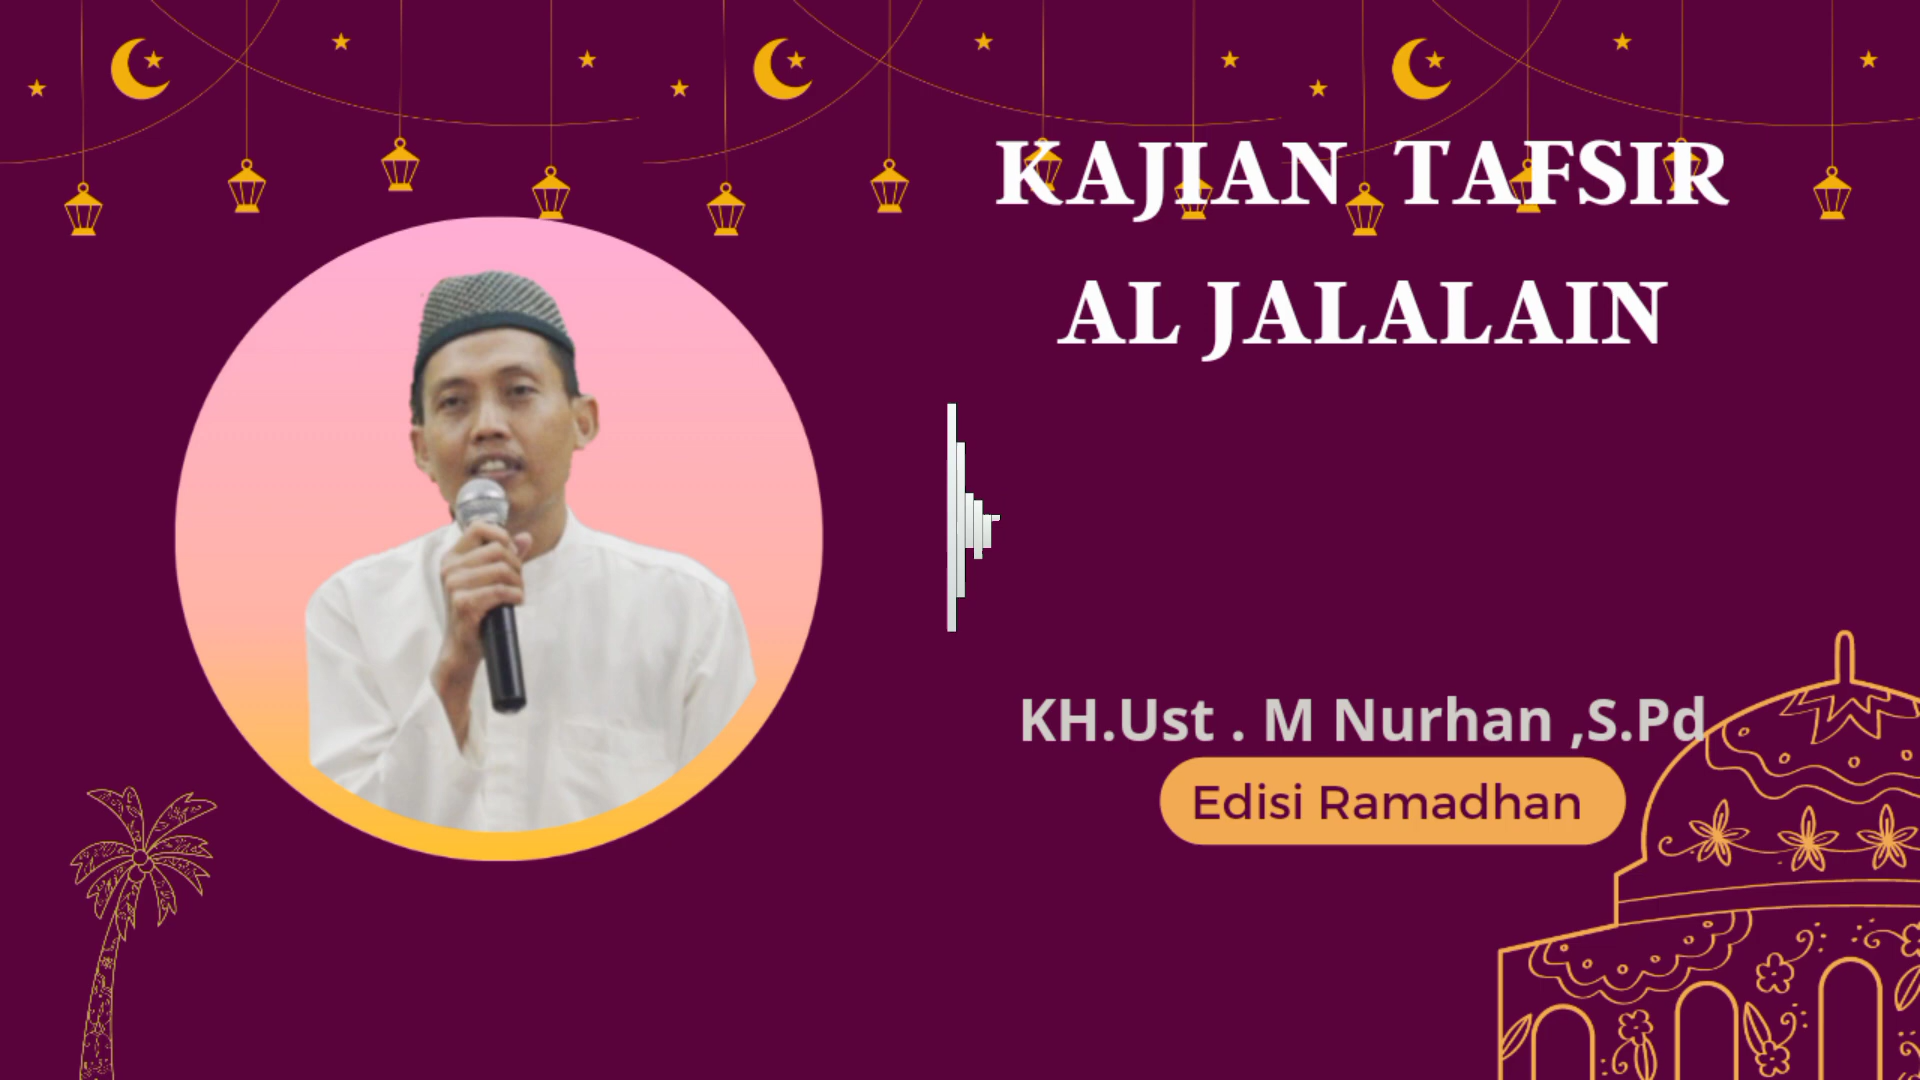 KAJIAN TAFSIR
AL JALALAIN
KH.Ust . M Nurhan ,S.Pd
Edisi Ramadhan